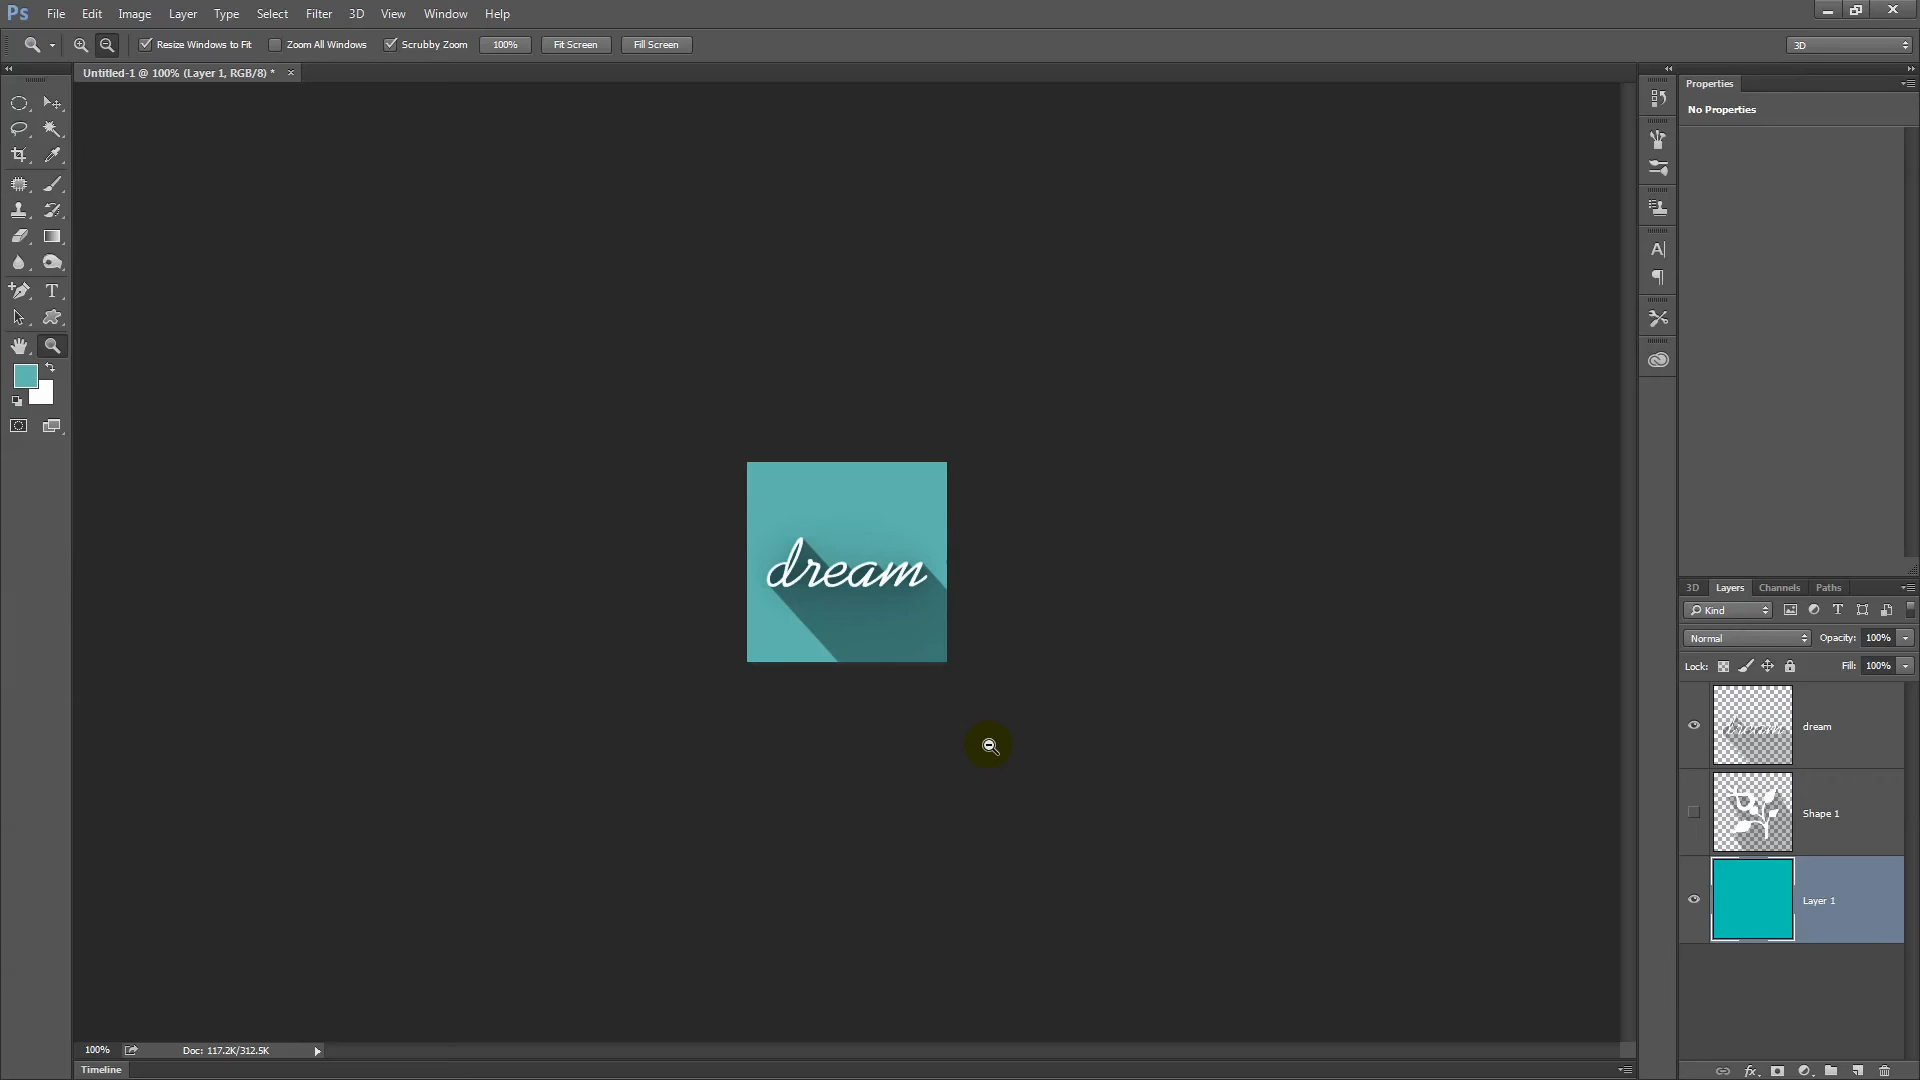 Ps File Edit Image Layer Type Select Filter 3D View Window Help
Resize Windows to Fit Zoom All Windows Scrubby Zoom 100% Fit Screen Fill Screen 3D
Untitled-1 @ 100% (Layer 1, RGB/8) *
Properties
No Properties
dream
3D Layers Channels Paths
Kind
Normal Opacity: 100%
Lock: Fill: 100%
dream
Shape 1
Layer 1
100% Doc: 117.2K/312.5K
Timeline